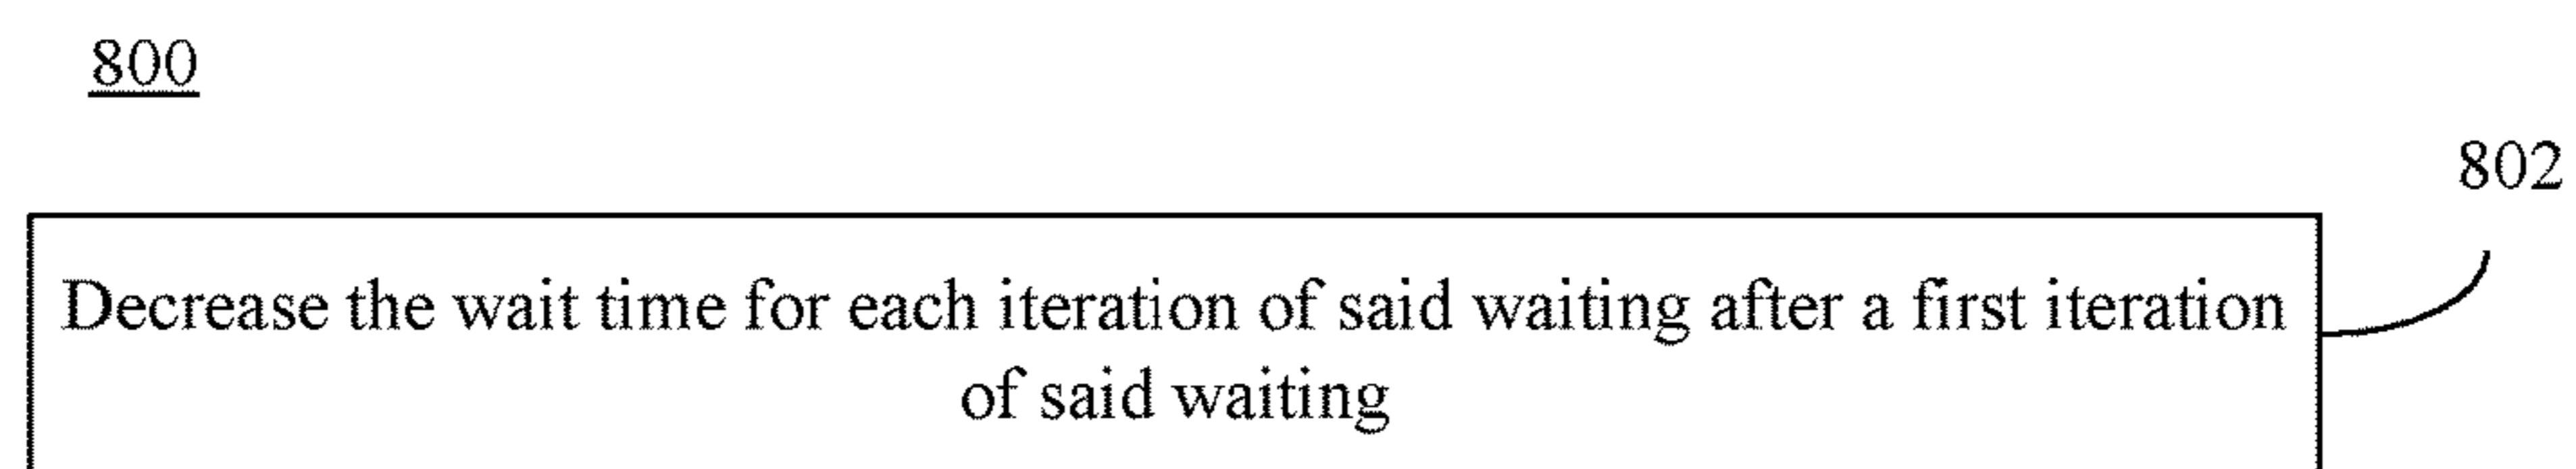 800
802
Decrease the wait time for each iteration of said waiting after a first iteration
of said waiting